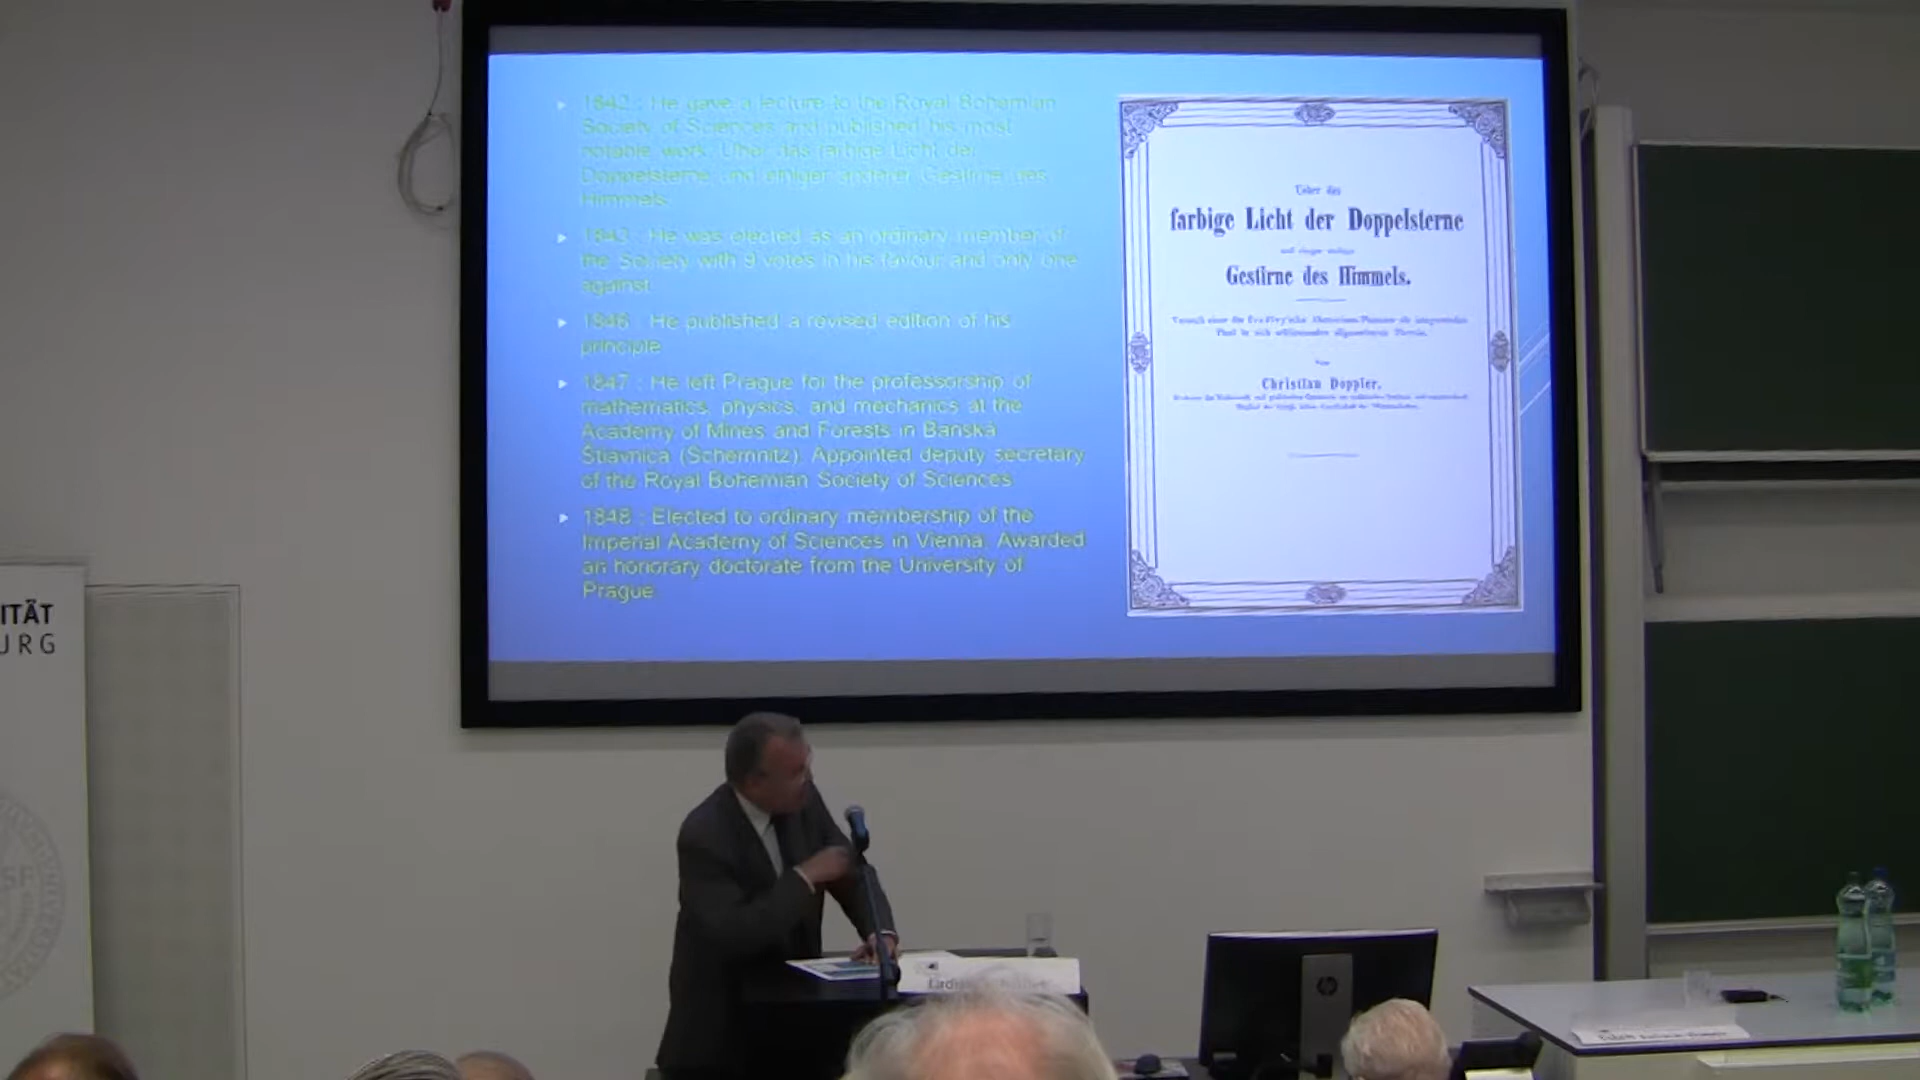 1842 : He gave a lecture to the Royal Bohemian
Society of Sciences and published his most
notable work. Über das farbige Licht der
Doppelsterne und einiger anderer Gestirne des
Himmels.
1843 : He was elected as an ordinary member of
the Society with 9 votes in his favour and only one
against.
1846 : He published a revised edition of his
principle
1847 : He left Prague for the professorship of
mathematics, physics, and mechanics at the
Academy of Mines and Forests in Banská
Štiavnica (Schemnitz). Appointed deputy secretary
of the Royal Bohemian Society of Sciences
1848 : Elected to ordinary membership of the
Imperial Academy of Sciences in Vienna. Awarded
an honorary doctorate from the University of
Prague
Ueber das
farbige Licht der Doppelsterne
und einiger anderer
Gestirne des Himmels.
Von
Christian Doppler.
ITÄT
URG
hp